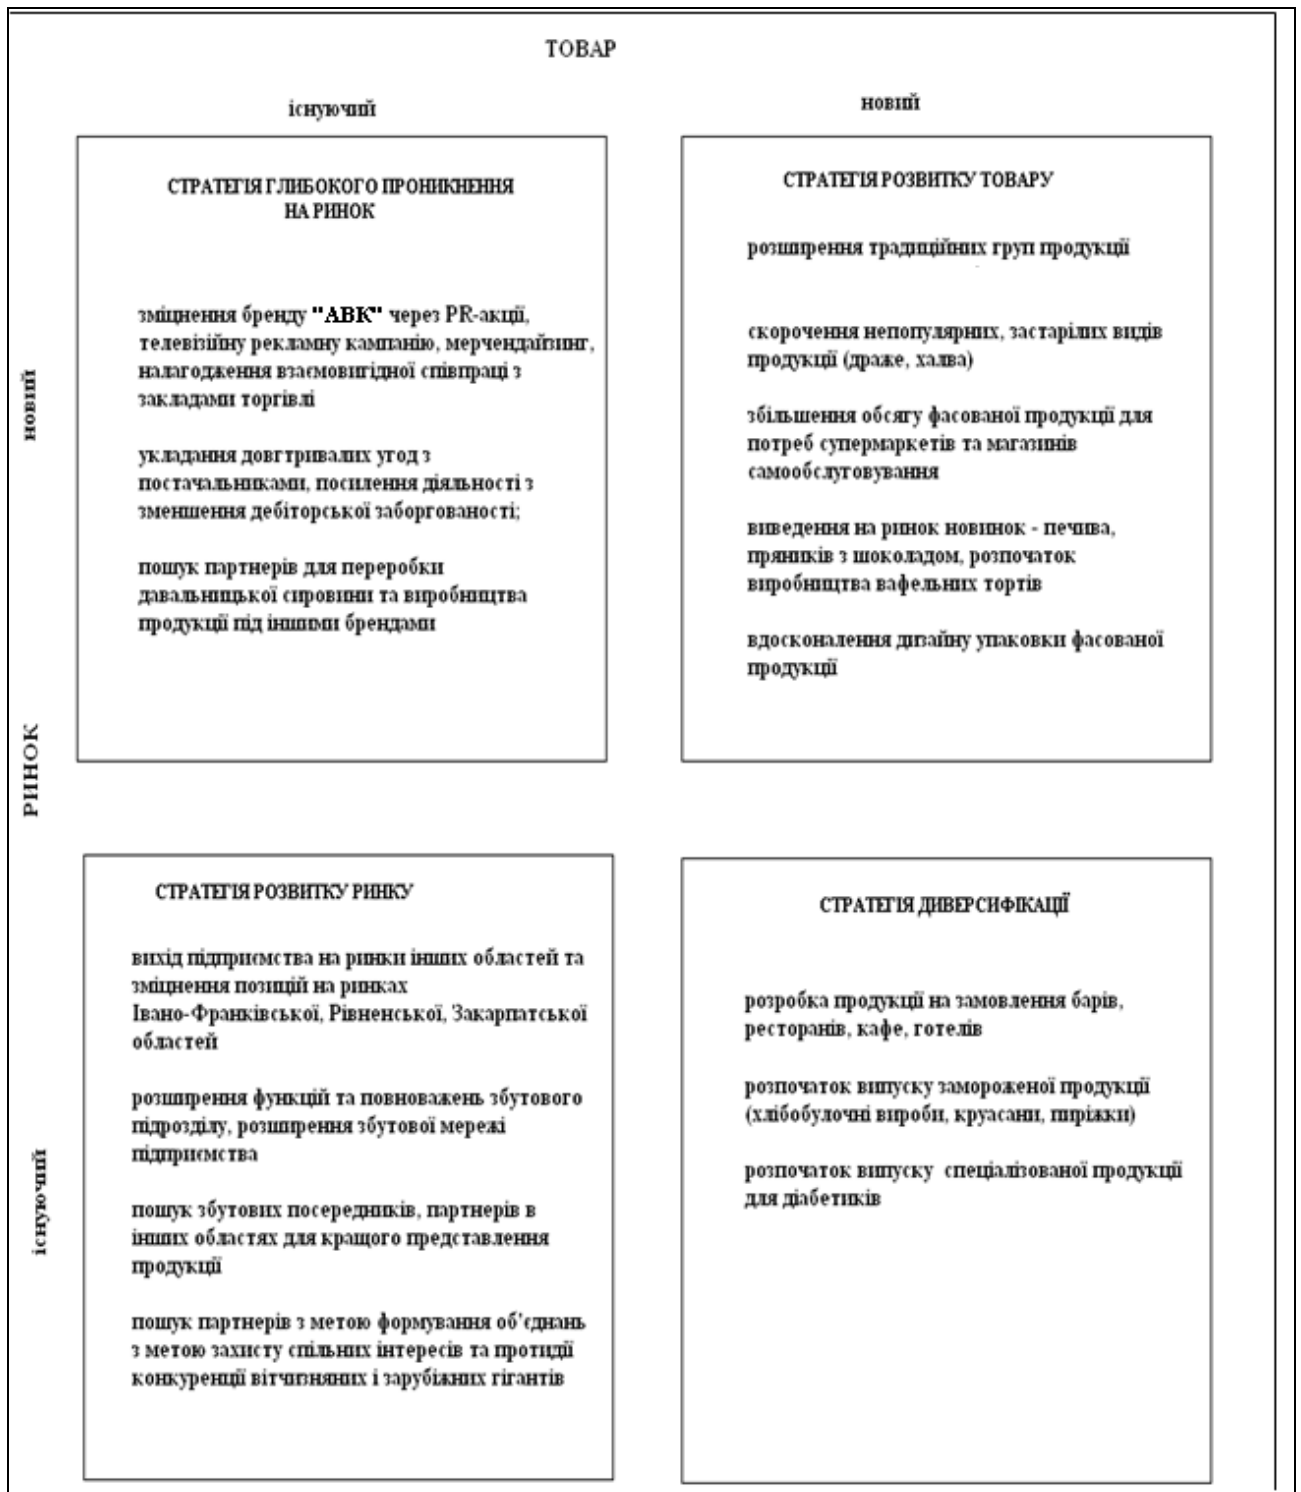 ТОВАР
існуючий
новий
СТРАТЕГІЯ ГЛИБОКОГО ПРОНИКНЕННЯ
НА РИНОК
зміцнення бренду "АВК" через PR-акції,
телевізійну рекламну кампанію, мерчендайзинг,
налагодження взаємовигідної співпраці з
закладами торгівлі
укладання довгтривалих угод з
постачальниками, посилення діяльності з
зменшення дебіторської заборгованості;
пошук партнерів для переробки
давальницької сировини та виробництва
продукції під іншими брендами
СТРАТЕГІЯ РОЗВИТКУ ТОВАРУ
розширення традиційних груп продукції
скорочення непопулярних, застарілих видів
продукції (драже, халва)
збільшення обсягу фасованої продукції для
потреб супермаркетів та магазинів
самообслуговування
виведення на ринок новинок - печива,
пряників з шоколадом, розпочаток
виробництва вафельних тортів
вдосконалення дизайну упаковки фасованої
продукції
новий
РИНОК
існуючий
СТРАТЕГІЯ РОЗВИТКУ РИНКУ
вихід підприємства на ринки інших областей та
зміцнення позицій на ринках
Івано-Франківської, Рівненської, Закарпатської
областей
розширення функцій та повноважень збутового
підрозділу, розширення збутової мережі
підприємства
пошук збутових посередників, партнерів в
інших областях для кращого представлення
продукції
пошук партнерів з метою формування об'єднань
з метою захисту спільних інтересів та протидії
конкуренції вітчизняних і зарубіжних гігантів
СТРАТЕГІЯ ДИВЕРСИФІКАЦІЇ
розробка продукції на замовлення барів,
ресторанів, кафе, готелів
розпочаток випуску замороженої продукції
(хлібобулочні вироби, круасани, пиріжки)
розпочаток випуску спеціалізованої продукції
для діабетиків